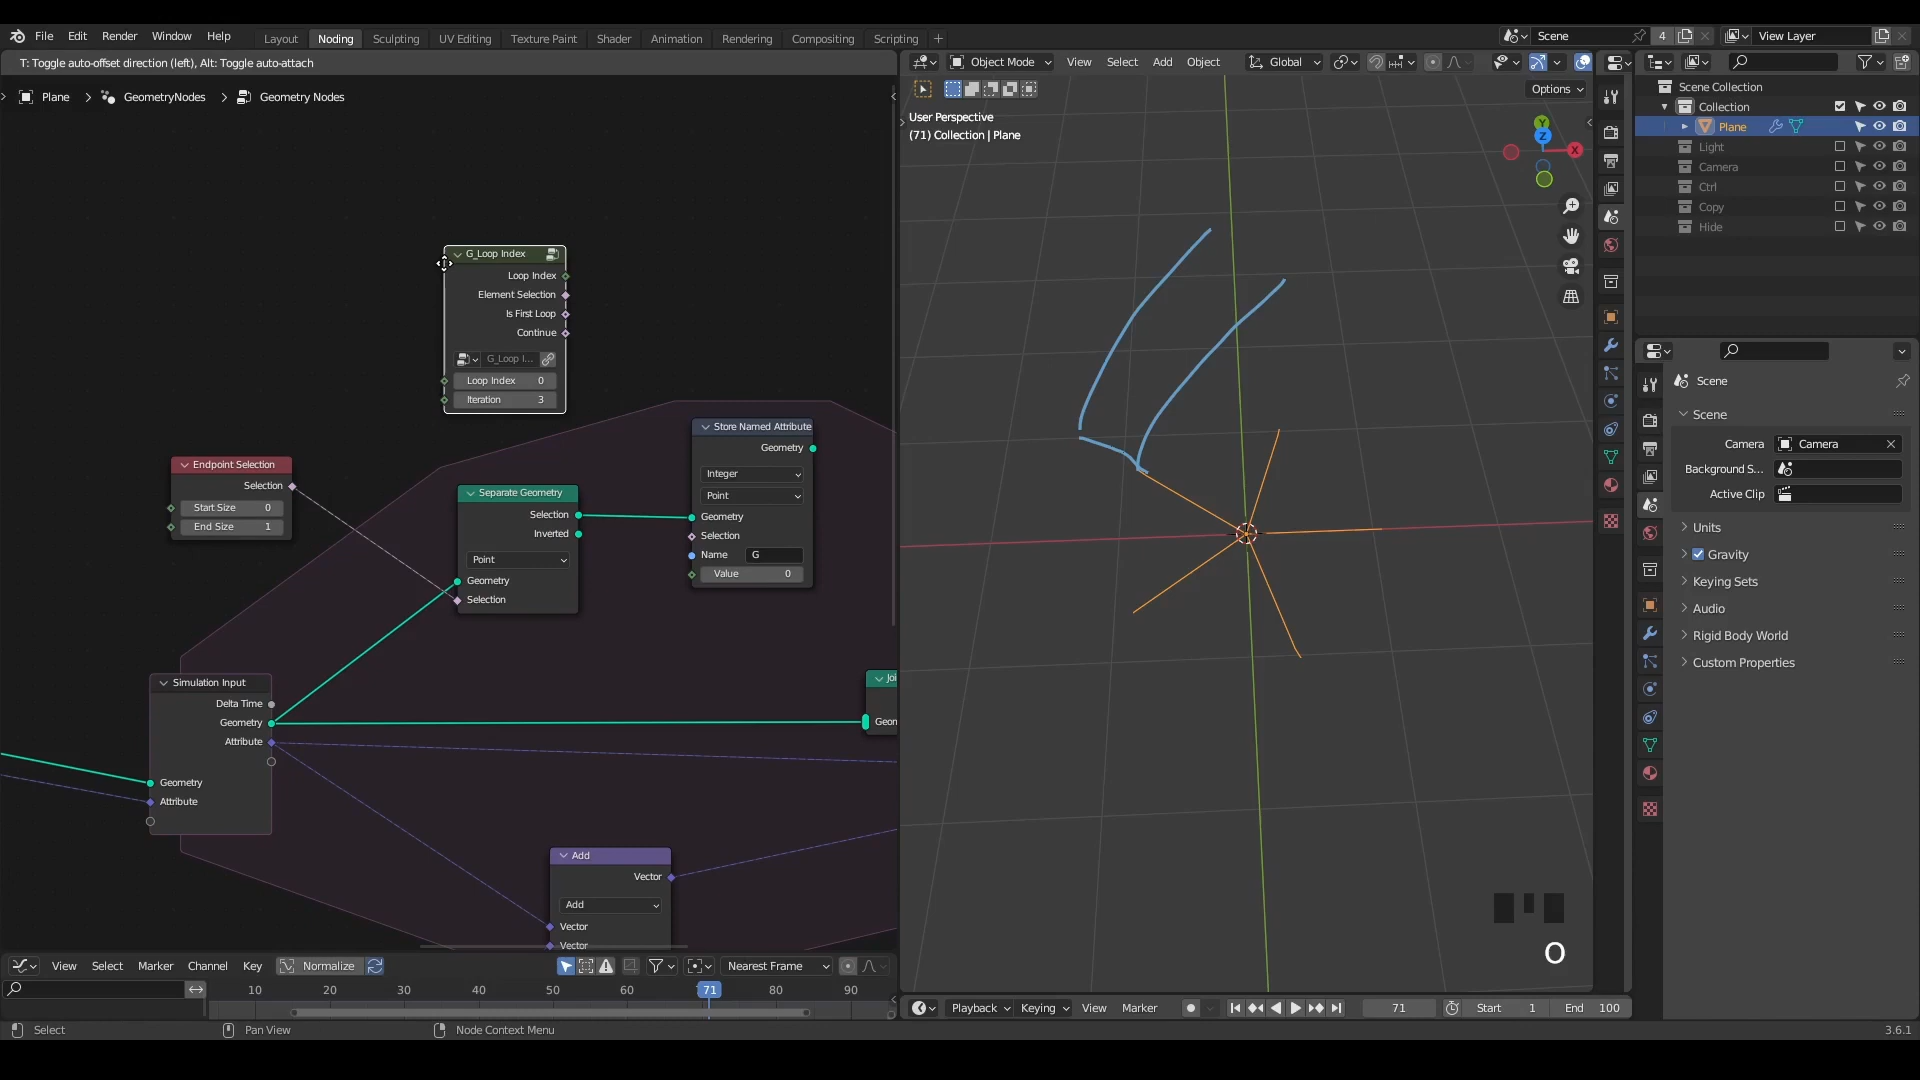 File Edit Render Window Help Layout Noding Sculpting UV Editing Texture Paint Shader Animation Rendering Compositing Scripting + Scene 4 View Layer
T: Toggle auto-offset direction (left), Alt: Toggle auto-attach
Object Mode View Select Add Object Global
Plane > GeometryNodes > Geometry Nodes
Options
User Perspective
(71) Collection | Plane
Y
Z
X
G_Loop Index
Loop Index
Element Selection
Is First Loop
Continue
G_Loop I...
Loop Index 0
Iteration 3
Endpoint Selection
Selection
Start Size 0
End Size 1
Separate Geometry
Selection
Inverted
Point
Geometry
Selection
Store Named Attribute
Geometry
Integer
Point
Geometry
Selection
Name G
Value 0
Simulation Input
Delta Time
Geometry
Attribute
Geometry
Attribute
Joi
Geon
Add
Vector
Add
Vector
Vector
Scene Collection
Collection
Plane
Light
Camera
Ctrl
Copy
Hide
Scene
Scene
Camera Camera
Background S...
Active Clip
Units
Gravity
Keying Sets
Audio
Rigid Body World
Custom Properties
O
View Select Marker Channel Key Normalize Nearest Frame
10 20 30 40 50 60 71 80 90
Playback Keying View Marker 71 Start 1 End 100
Select Pan View Node Context Menu 3.6.1